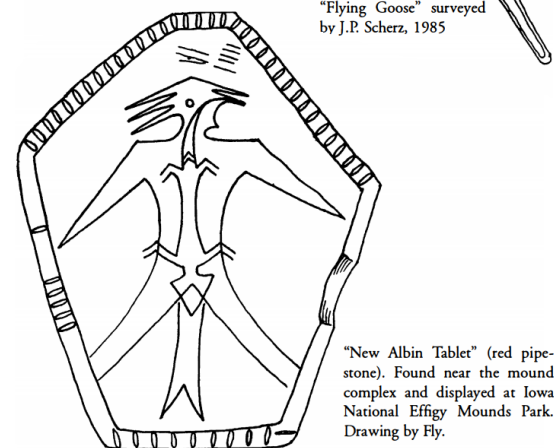 “Flying Goose” surveyed
by J.P. Scherz, 1985
“New Albin Tablet” (red pipe-
stone). Found near the mound
complex and displayed at Iowa
National Effigy Mounds Park.
Drawing by Fly.